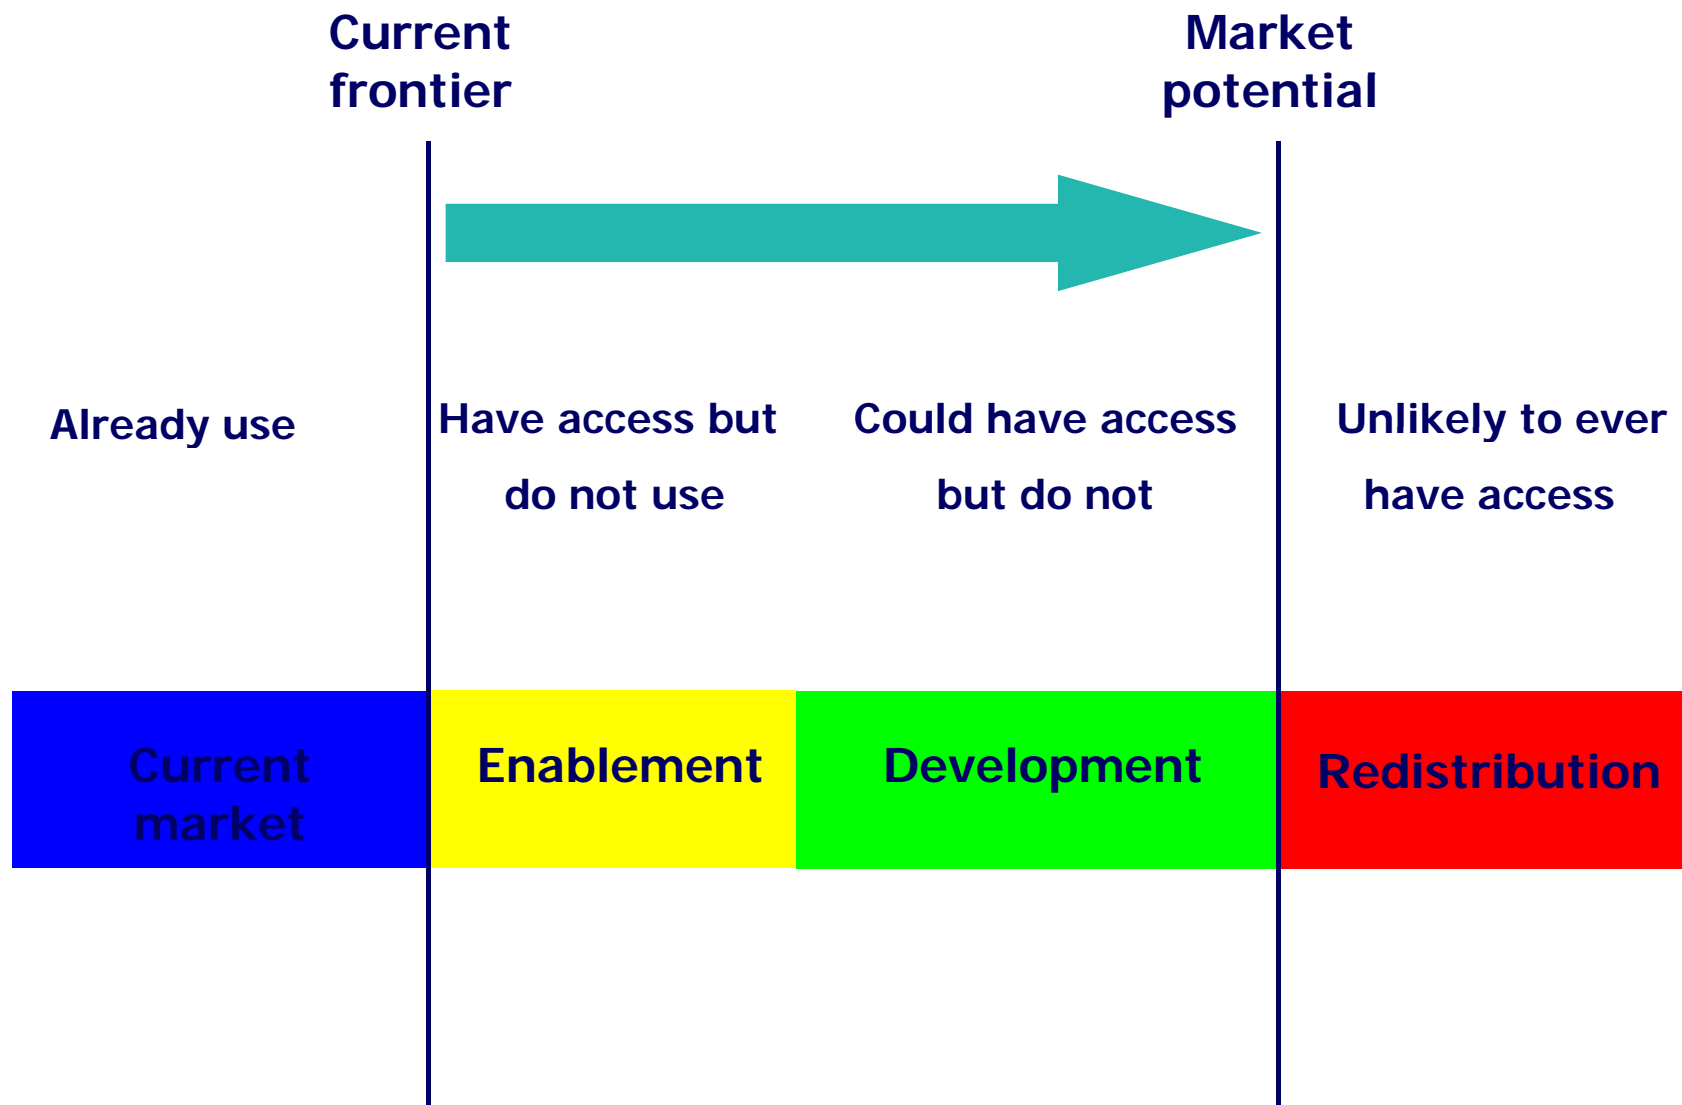 Current
frontier
Market
potential
Already use
Have access but
do not use
Could have access
but do not
Unlikely to ever
have access
Current
market
Enablement
Development
Redistribution